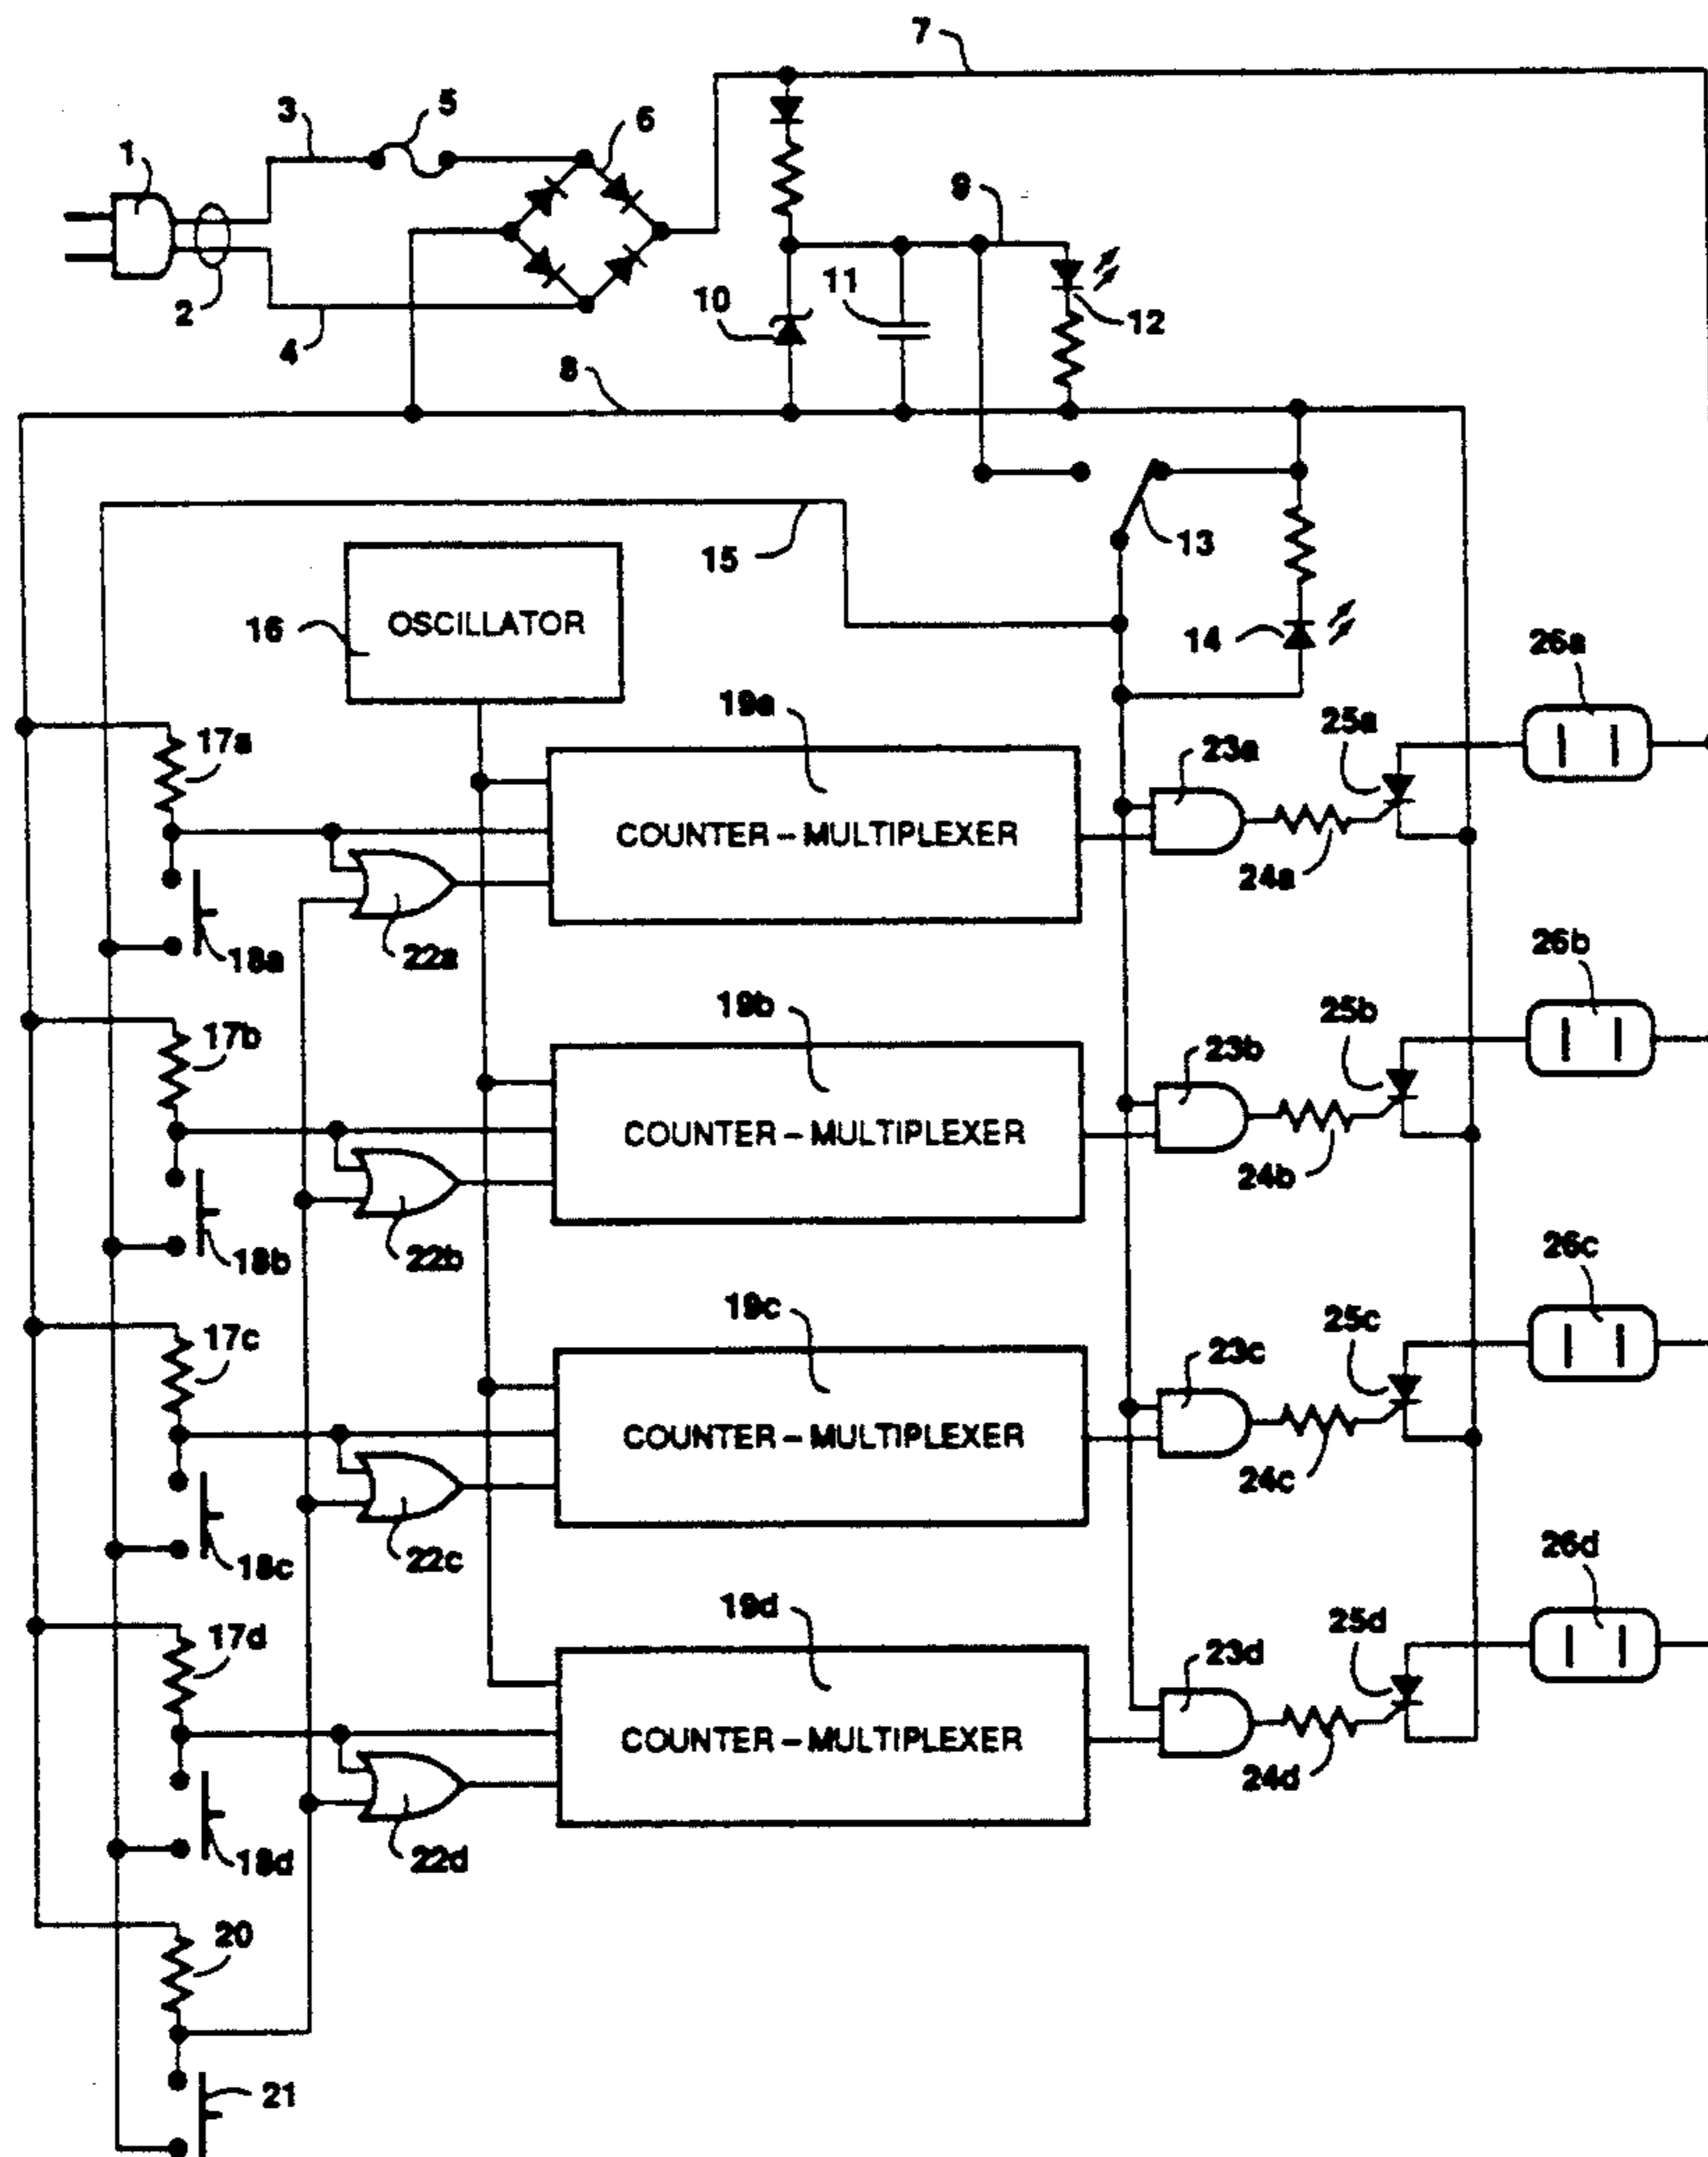 7
3
5
6
1
9
2
10
11
12
4
8
15
13
16
OSCILLATOR
14
26a
19a
25a
17a
23a
COUNTER – MULTIPLEXER
24a
18a
22a
26b
19b
25b
17b
23b
COUNTER – MULTIPLEXER
24b
18b
22b
26c
19c
25c
17c
23c
COUNTER – MULTIPLEXER
24c
18c
22c
26d
19d
25d
17d
23d
COUNTER – MULTIPLEXER
24d
18d
22d
20
21